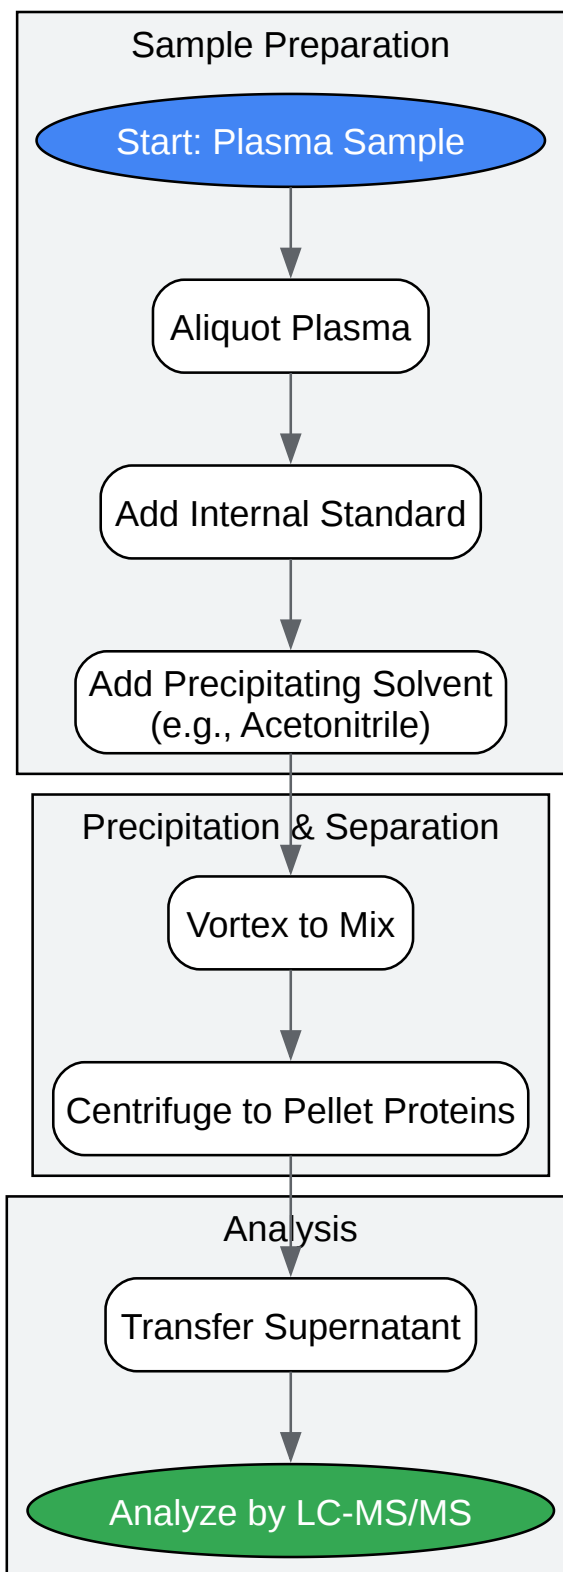 Sample Preparation
Start: Plasma Sample
Aliquot Plasma
Add Internal Standard
Add Precipitating Solvent
(e.g., Acetonitrile)
Precipitation & Separation
Vortex to Mix
Centrifuge to Pellet Proteins
Analysis
Transfer Supernatant
Analyze by LC-MS/MS